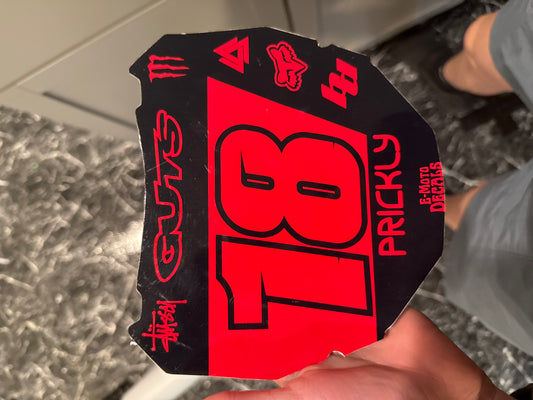 STÜSSY
GUTS
18
PRICKLY
E-MOTO
DECALS